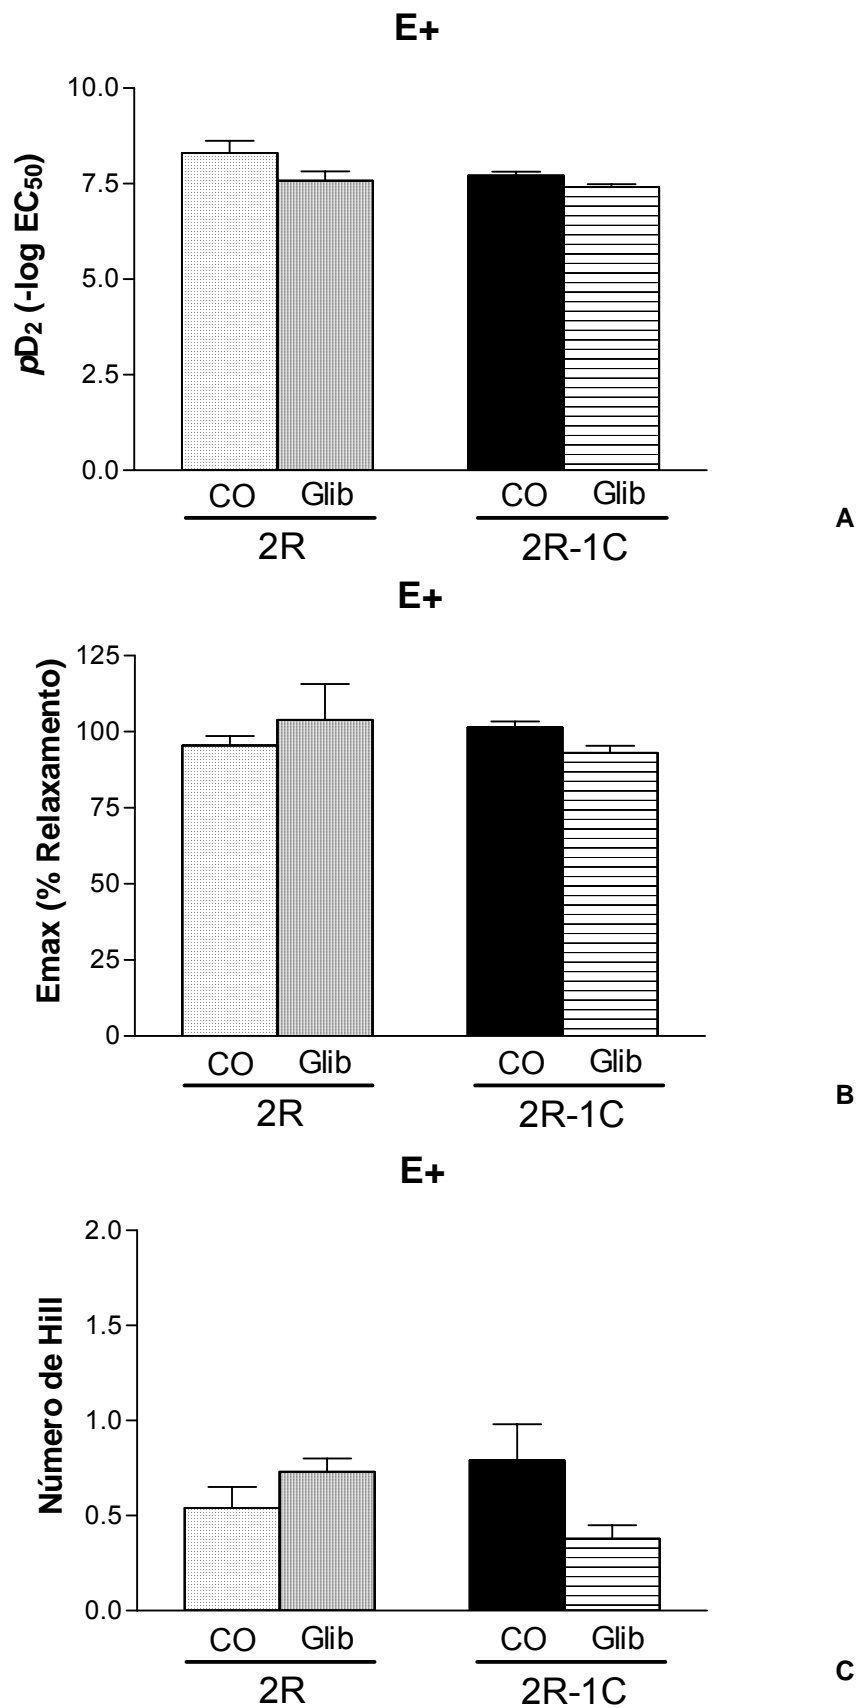 E+
10.0
7.5
5.0
2.5
0.0
pD2 (-log EC50)
CO Glib CO Glib
2R 2R-1C
A
E+
125
100
75
50
25
0
Emax (% Relaxamento)
CO Glib CO Glib
2R 2R-1C
B
E+
2.0
1.5
1.0
0.5
0.0
Número de Hill
CO Glib CO Glib
2R 2R-1C
C